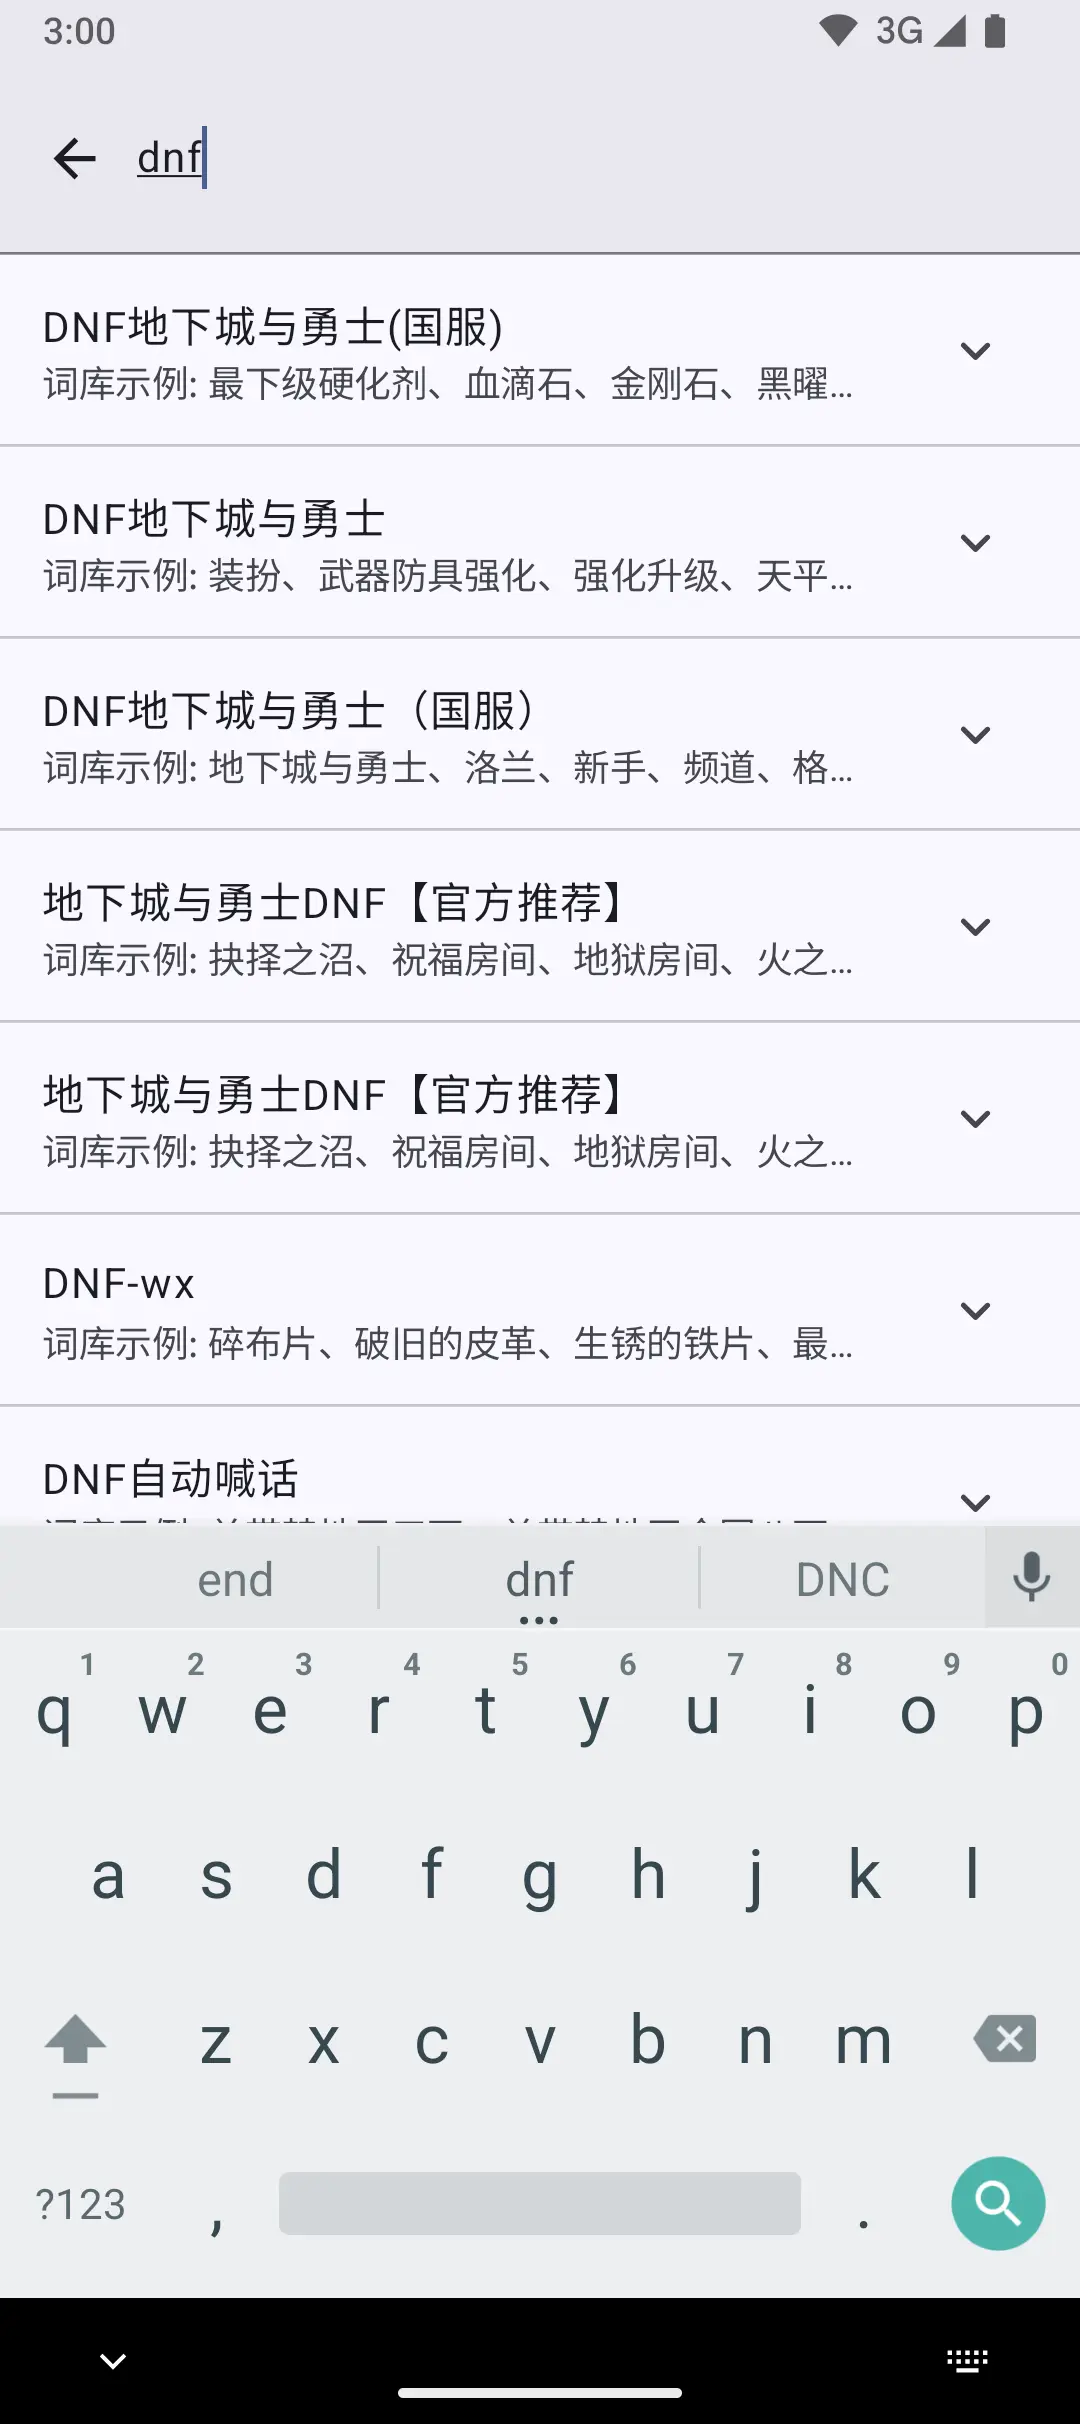 3:00
3G
dnf
DNF地下城与勇士(国服)
词库示例: 最下级硬化剂、血滴石、金刚石、黑曜...
DNF地下城与勇士
词库示例: 装扮、武器防具强化、强化升级、天平...
DNF地下城与勇士（国服）
词库示例: 地下城与勇士、洛兰、新手、频道、格...
地下城与勇士DNF【官方推荐】
词库示例: 抉择之沼、祝福房间、地狱房间、火之...
地下城与勇士DNF【官方推荐】
词库示例: 抉择之沼、祝福房间、地狱房间、火之...
DNF-wx
词库示例: 碎布片、破旧的皮革、生锈的铁片、最...
DNF自动喊话
end dnf DNC
1 2 3 4 5 6 7 8 9 0
q w e r t y u i o p
a s d f g h j k l
z x c v b n m
?123 , .